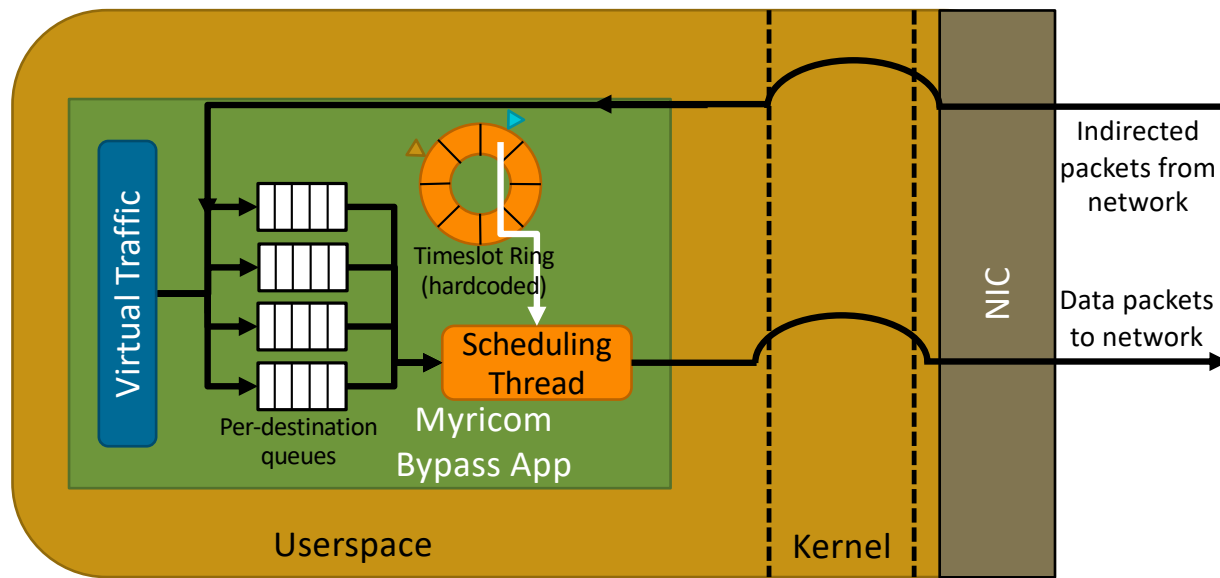 Virtual Traffic
Per-destination
queues
Timeslot Ring
(hardcoded)
Scheduling
Thread
Myricom
Bypass App
Userspace
Kernel
NIC
Indirected
packets from
network
Data packets
to network